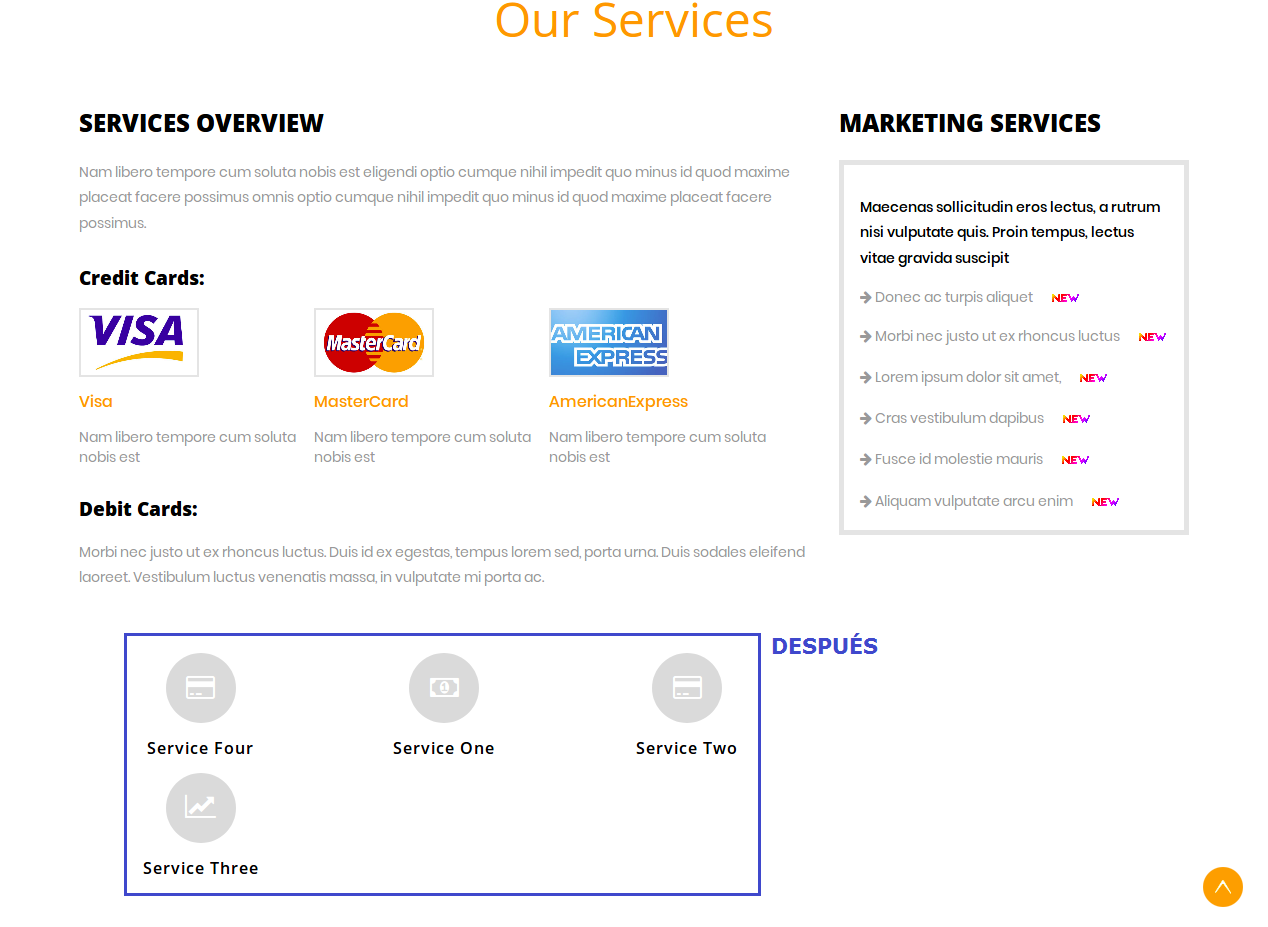 Our Services
SERVICES OVERVIEW
Nam libero tempore cum soluta nobis est eligendi optio cumque nihil impedit quo minus id quod maxime
placeat facere possimus omnis optio cumque nihil impedit quo minus id quod maxime placeat facere
possimus.
Credit Cards:
VISA
MasterCard
AMERICAN
EXPRESS
Visa
MasterCard
AmericanExpress
Nam libero tempore cum soluta
nobis est
Nam libero tempore cum soluta
nobis est
Nam libero tempore cum soluta
nobis est
Debit Cards:
Morbi nec justo ut ex rhoncus luctus. Duis id ex egestas, tempus lorem sed, porta urna. Duis sodales eleifend
laoreet. Vestibulum luctus venenatis massa, in vulputate mi porta ac.
DESPUÉS
1
Service Four
Service One
Service Two
Service Three
MARKETING SERVICES
Maecenas sollicitudin eros lectus, a rutrum
nisi vulputate quis. Proin tempus, lectus
vitae gravida suscipit
Donec ac turpis aliquet NEW
Morbi nec justo ut ex rhoncus luctus NEW
Lorem ipsum dolor sit amet, NEW
Cras vestibulum dapibus NEW
Fusce id molestie mauris NEW
Aliquam vulputate arcu enim NEW